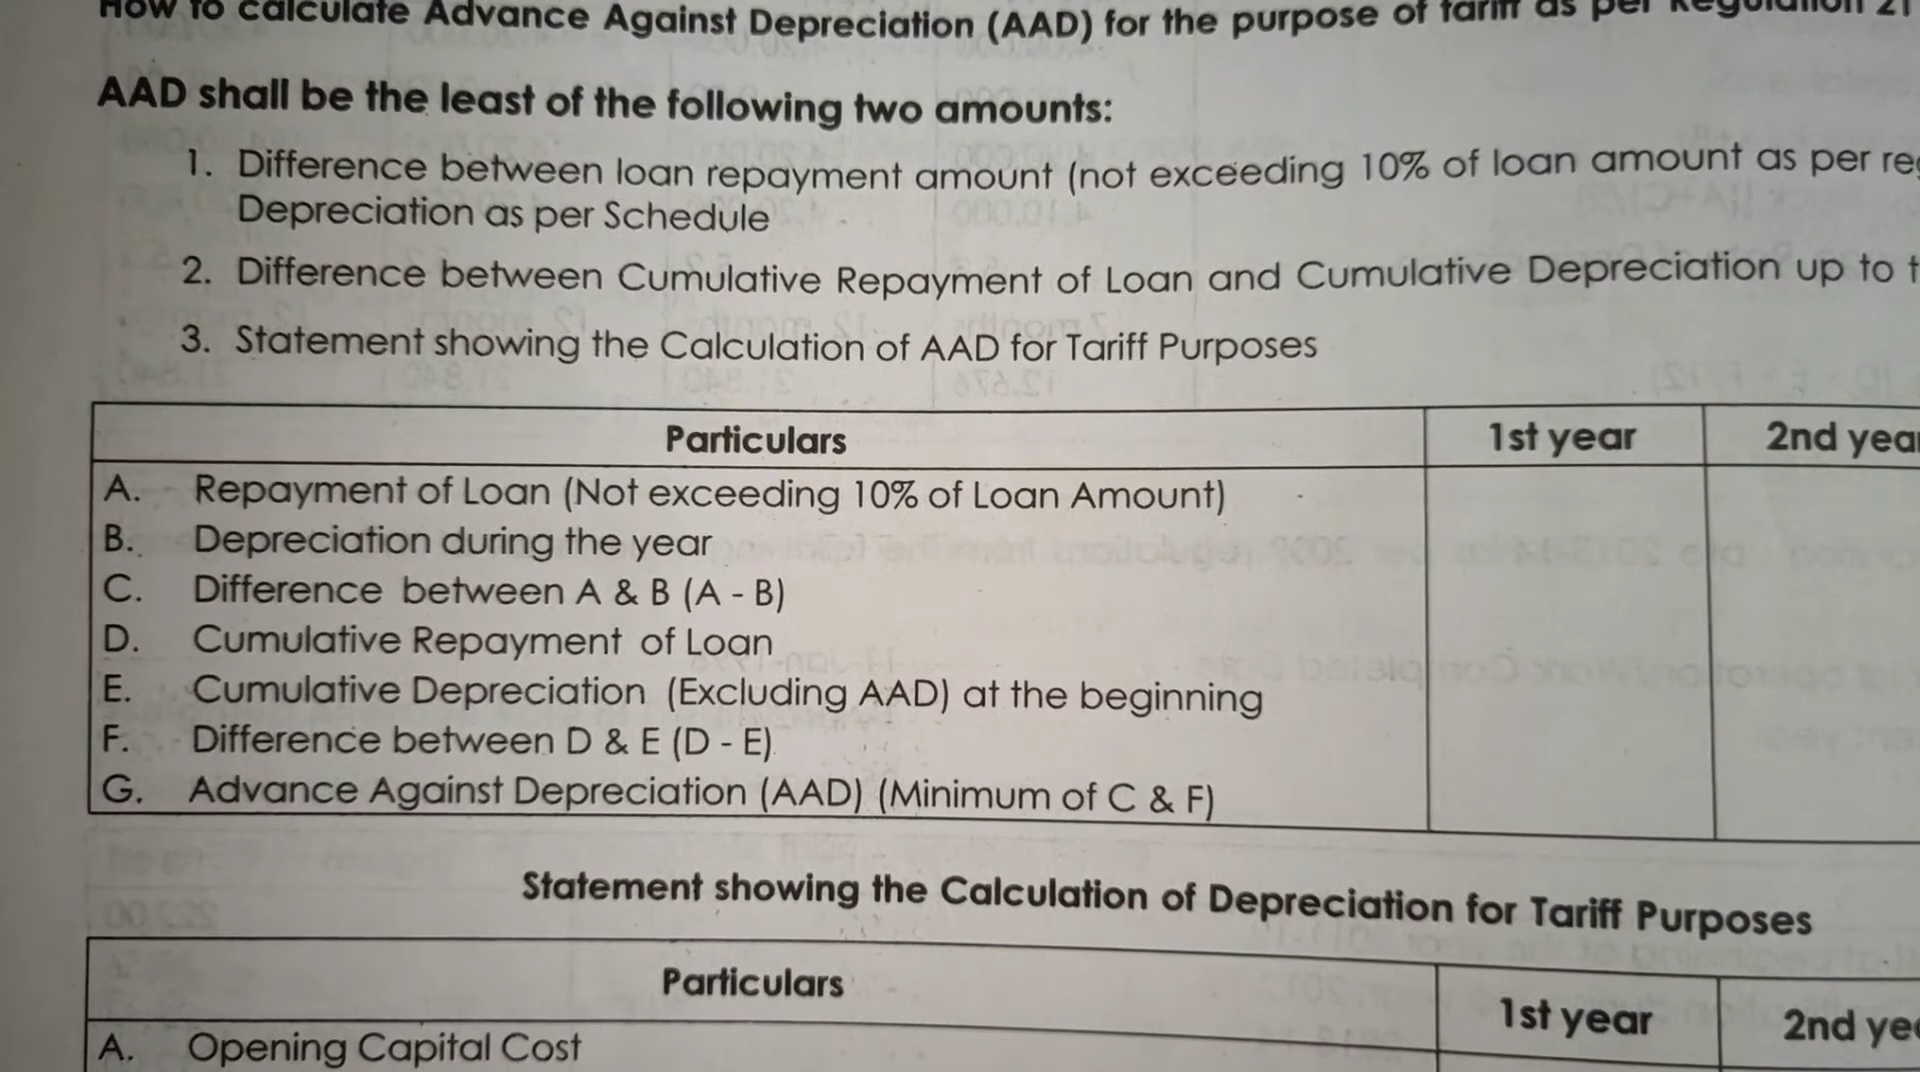 How to calculate Advance Against Depreciation (AAD) for the purpose of tariff as per Regulation 21
AAD shall be the least of the following two amounts:
1. Difference between loan repayment amount (not exceeding 10% of loan amount as per
Depreciation as per Schedule
2. Difference between Cumulative Repayment of Loan and Cumulative Depreciation up to
3. Statement showing the Calculation of AAD for Tariff Purposes
Particulars 1st year 2nd year
A. Repayment of Loan (Not exceeding 10% of Loan Amount)
B. Depreciation during the year
C. Difference between A & B (A - B)
D. Cumulative Repayment of Loan
E. Cumulative Depreciation (Excluding AAD) at the beginning
F. Difference between D & E (D - E)
G. Advance Against Depreciation (AAD) (Minimum of C & F)
Statement showing the Calculation of Depreciation for Tariff Purposes
Particulars 1st year 2nd
A. Opening Capital Cost